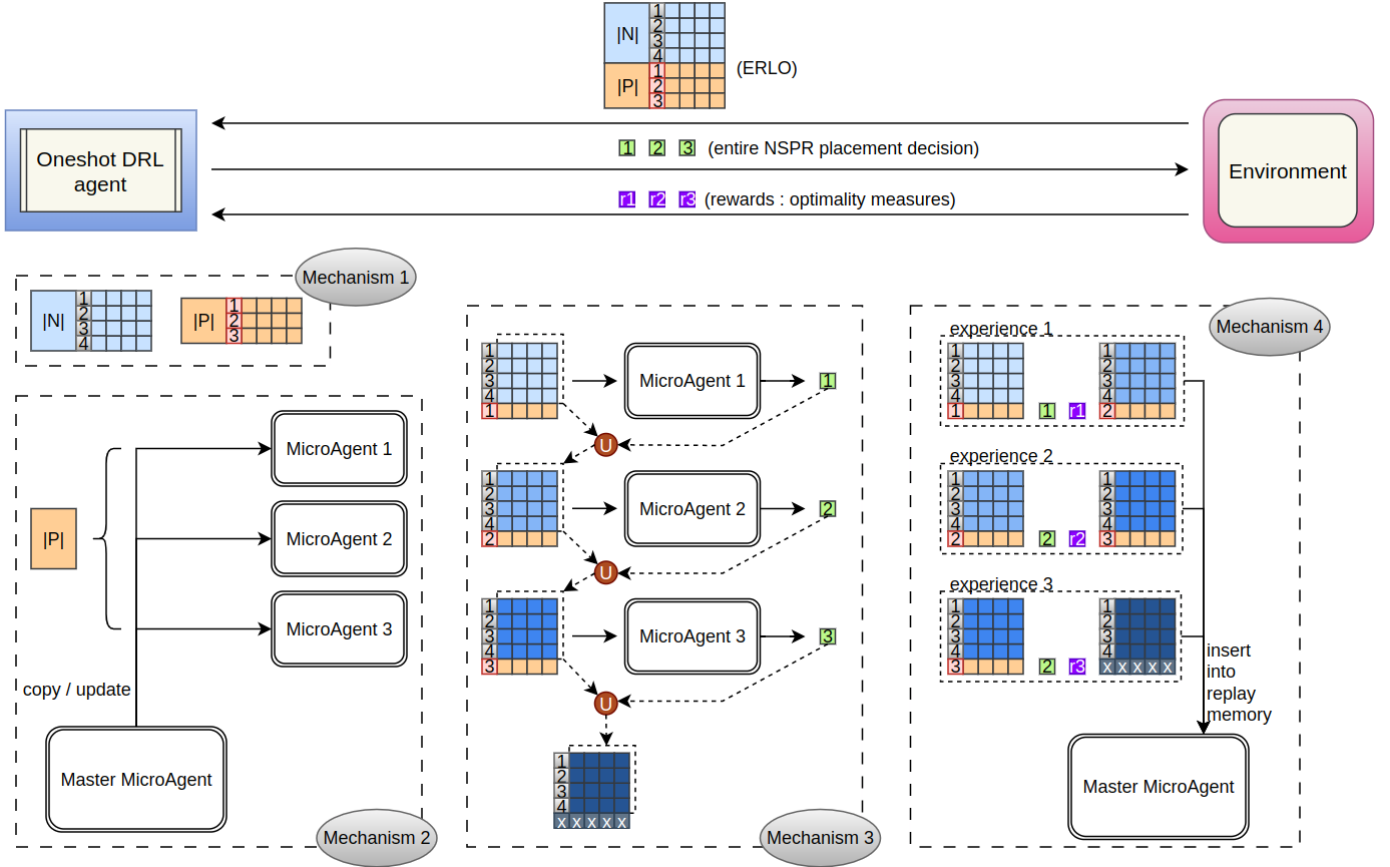 |N|
1
2
3
4
|P|
1
2
3
(ERLO)
Oneshot DRL
agent
1 2 3 (entire NSPR placement decision)
r1 r2 r3 (rewards : optimality measures)
Environment
Mechanism 1
|N|
1
2
3
4
|P|
1
2
3
|P|
MicroAgent 1
MicroAgent 2
MicroAgent 3
copy / update
Master MicroAgent
Mechanism 2
1
2
3
4
1
MicroAgent 1
1
U
1
2
3
4
2
MicroAgent 2
2
U
1
2
3
4
3
MicroAgent 3
3
U
1
2
3
4
x x x x x
Mechanism 3
Mechanism 4
experience 1
1
2
3
4
1
1 r1
1
2
3
4
2
experience 2
1
2
3
4
2
2 r2
1
2
3
4
3
experience 3
1
2
3
4
3
2 r3
1
2
3
4
x x x x x
insert
into
replay
memory
Master MicroAgent